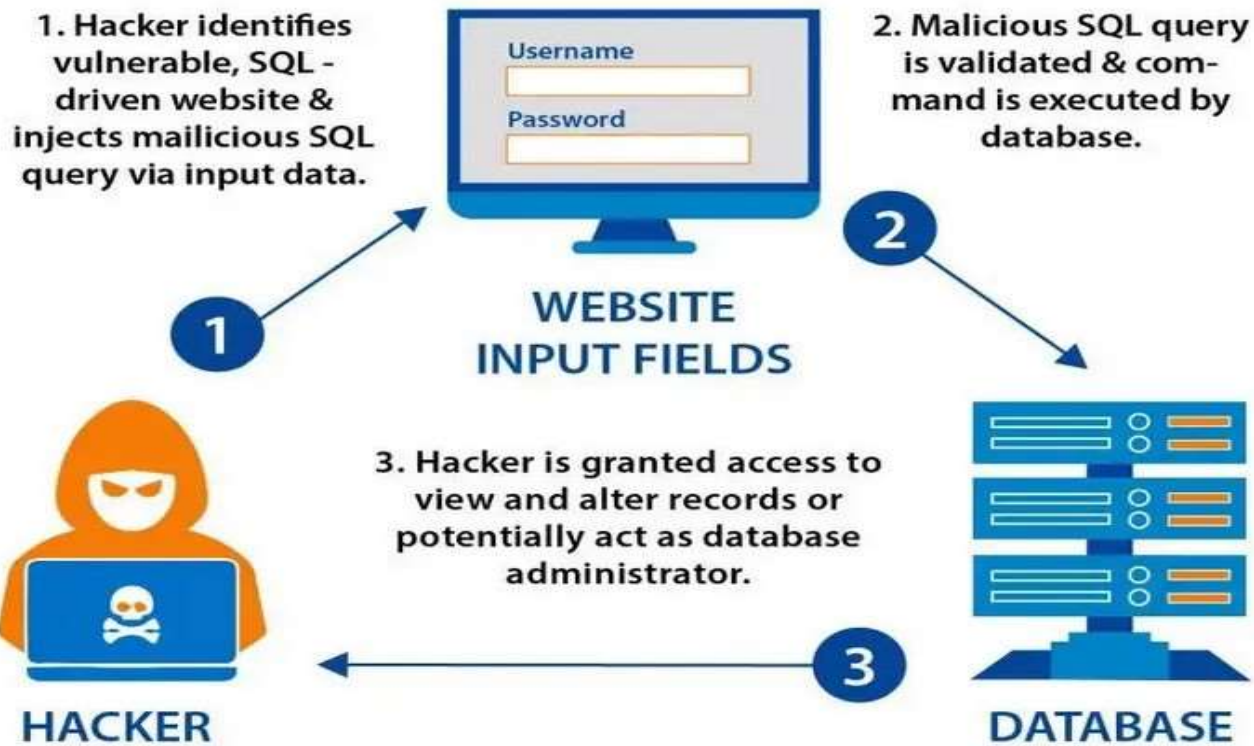 1. Hacker identifies
vulnerable, SQL -
driven website &
injects mailicious SQL
query via input data.
Username
Password
2. Malicious SQL query
is validated & com-
mand is executed by
database.
1
2
WEBSITE
INPUT FIELDS
3. Hacker is granted access to
view and alter records or
potentially act as database
administrator.
3
HACKER
DATABASE